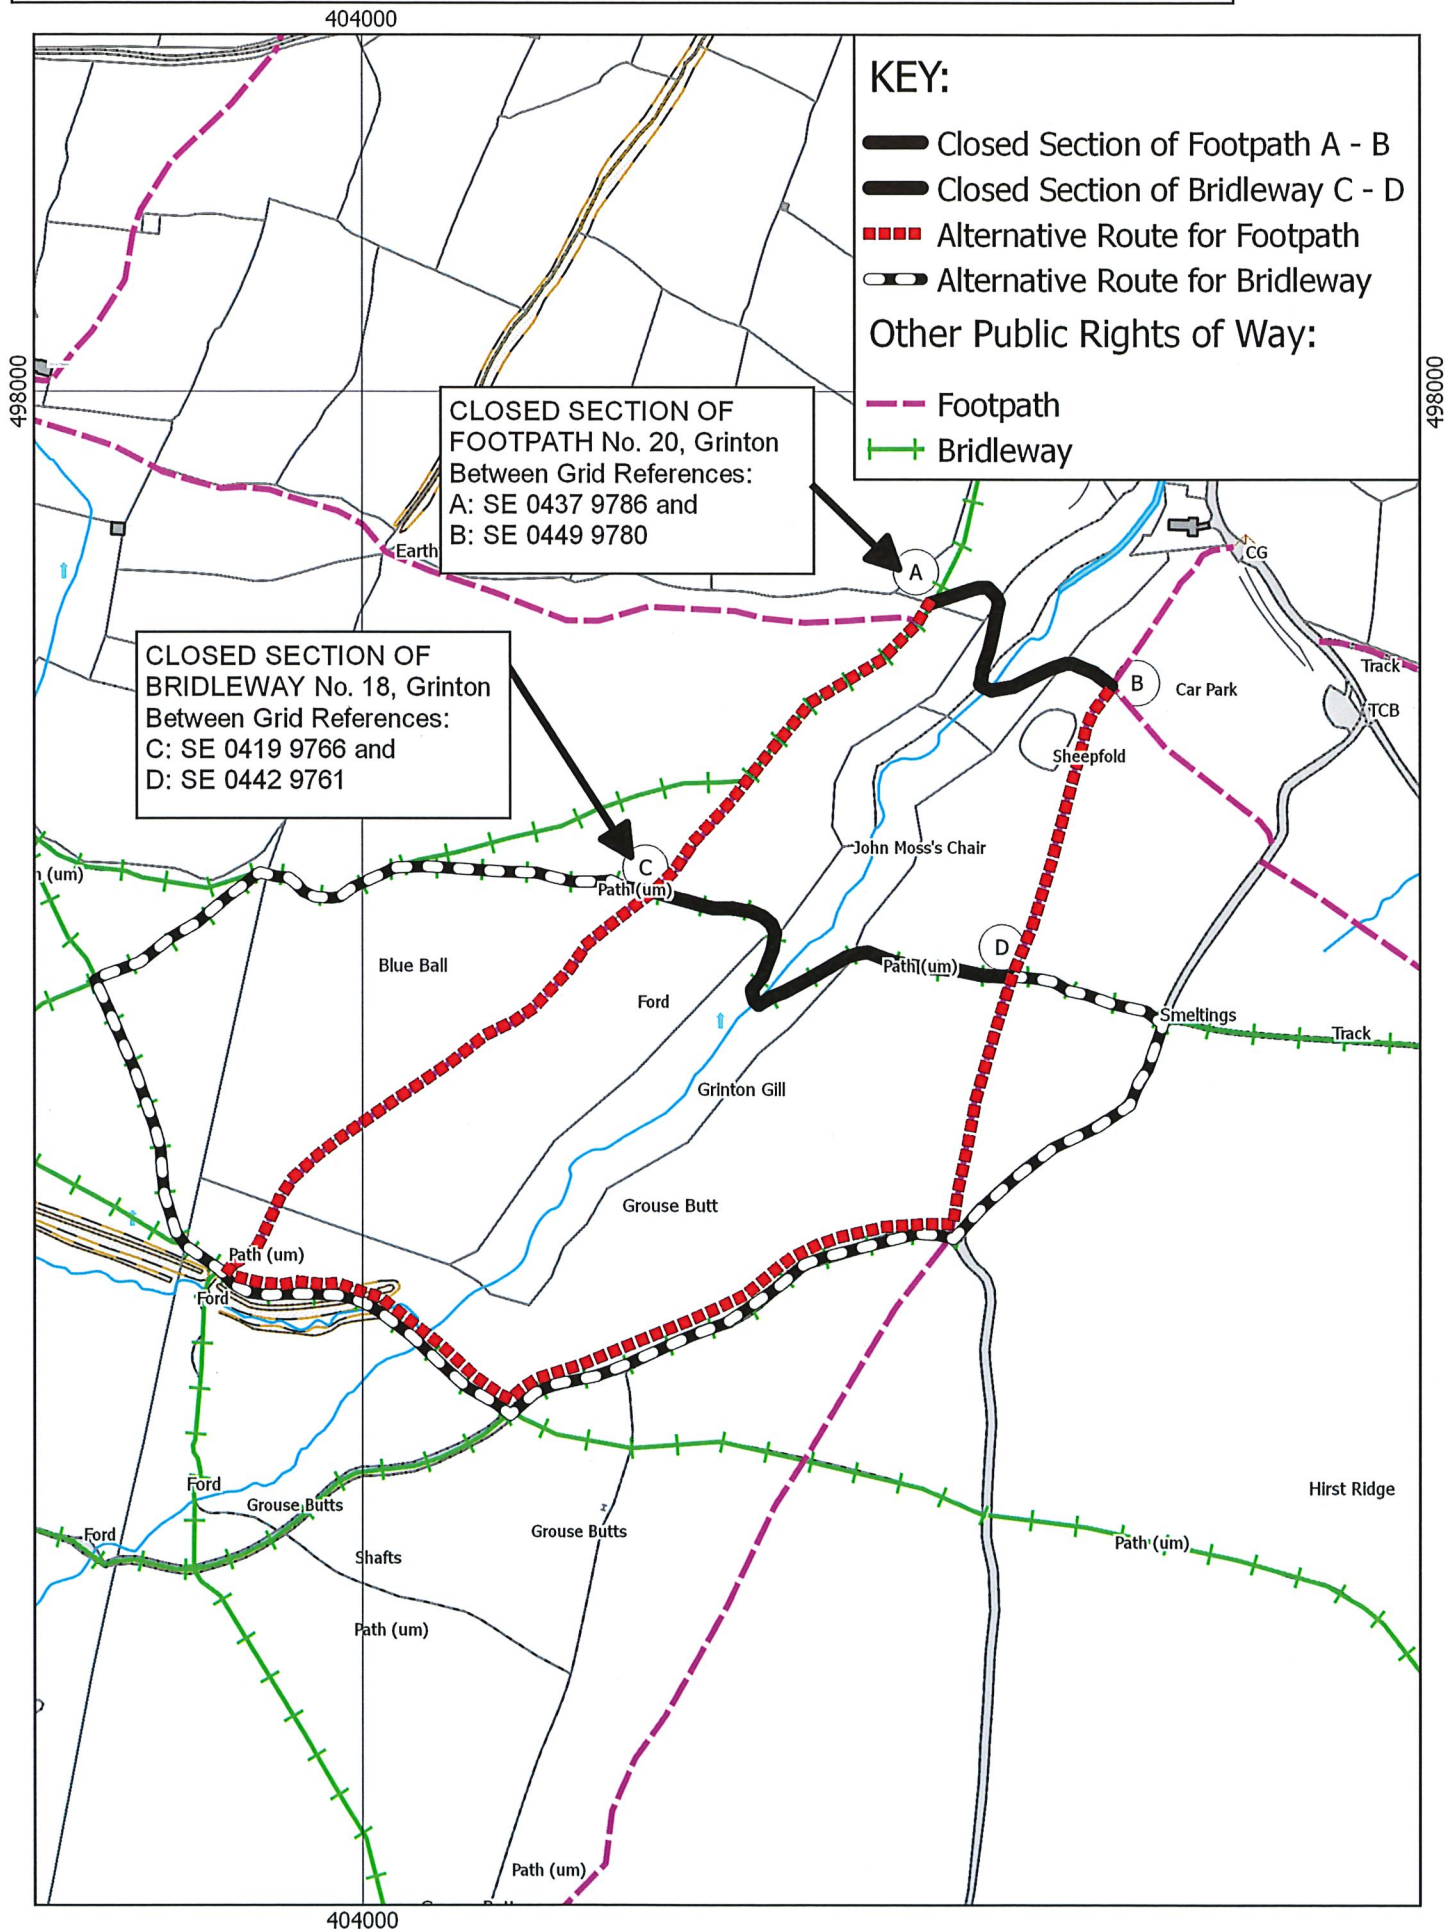 404000
KEY:
Closed Section of Footpath A - B
Closed Section of Bridleway C - D
Alternative Route for Footpath
Alternative Route for Bridleway
Other Public Rights of Way:
Footpath
Bridleway
498000
498000
CLOSED SECTION OF
FOOTPATH No. 20, Grinton
Between Grid References:
A: SE 0437 9786 and
B: SE 0449 9780
Earth
A
CG
CLOSED SECTION OF
BRIDLEWAY No. 18, Grinton
Between Grid References:
C: SE 0419 9766 and
D: SE 0442 9761
Track
B
Car Park
TCB
Sheepfold
John Moss's Chair
(um)
C
Path (um)
D
Blue Ball
Path (um)
Ford
Smeltings
Track
Grinton Gill
Grouse Butt
Path (um)
Ford
Ford
Grouse Butts
Hirst Ridge
Ford
Grouse Butts
Path (um)
Shafts
Path (um)
Path (um)
404000